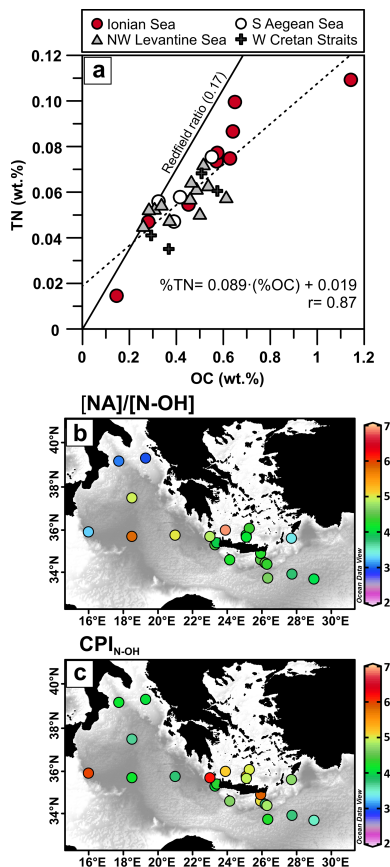 Ionian Sea S Aegean Sea
NW Levantine Sea W Cretan Straits
a
0.12
0.10
0.08
0.06
0.04
0.02
0
TN (wt.%)
Redfield ratio (0.17)
%TN= 0.089·(%OC) + 0.019
r= 0.87
0 0.2 0.4 0.6 0.8 1 1.2
OC (wt.%)
[NA]/[N-OH]
b
40°N
38°N
36°N
34°N
16°E 18°E 20°E 22°E 24°E 26°E 28°E 30°E
Ocean Data View
7
6
5
4
3
2
CPI N-OH
c
40°N
38°N
36°N
34°N
16°E 18°E 20°E 22°E 24°E 26°E 28°E 30°E
Ocean Data View
7
6
5
4
3
2